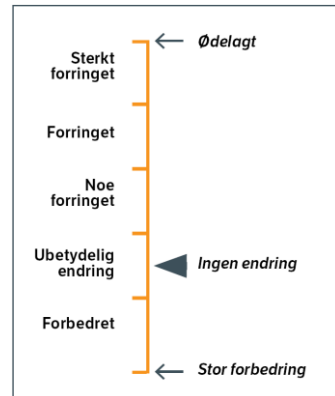 Ødelagt
Sterkt
forringet
Forringet
Noe
forringet
Ubetydelig
endring
Ingen endring
Forbedret
Stor forbedring